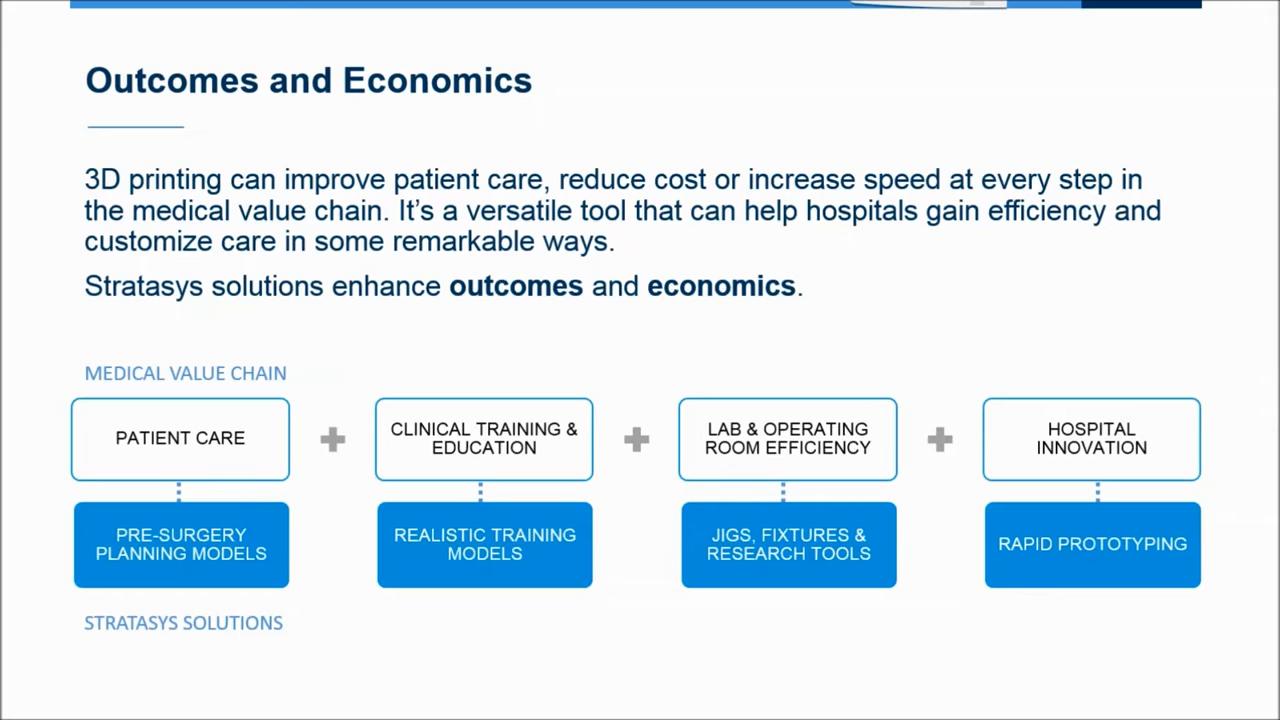 Outcomes and Economics
3D printing can improve patient care, reduce cost or increase speed at every step in
the medical value chain. It’s a versatile tool that can help hospitals gain efficiency and
customize care in some remarkable ways.
Stratasys solutions enhance outcomes and economics.
MEDICAL VALUE CHAIN
PATIENT CARE
CLINICAL TRAINING &
EDUCATION
LAB & OPERATING
ROOM EFFICIENCY
HOSPITAL
INNOVATION
PRE-SURGERY
PLANNING MODELS
REALISTIC TRAINING
MODELS
JIGS, FIXTURES &
RESEARCH TOOLS
RAPID PROTOTYPING
STRATASYS SOLUTIONS